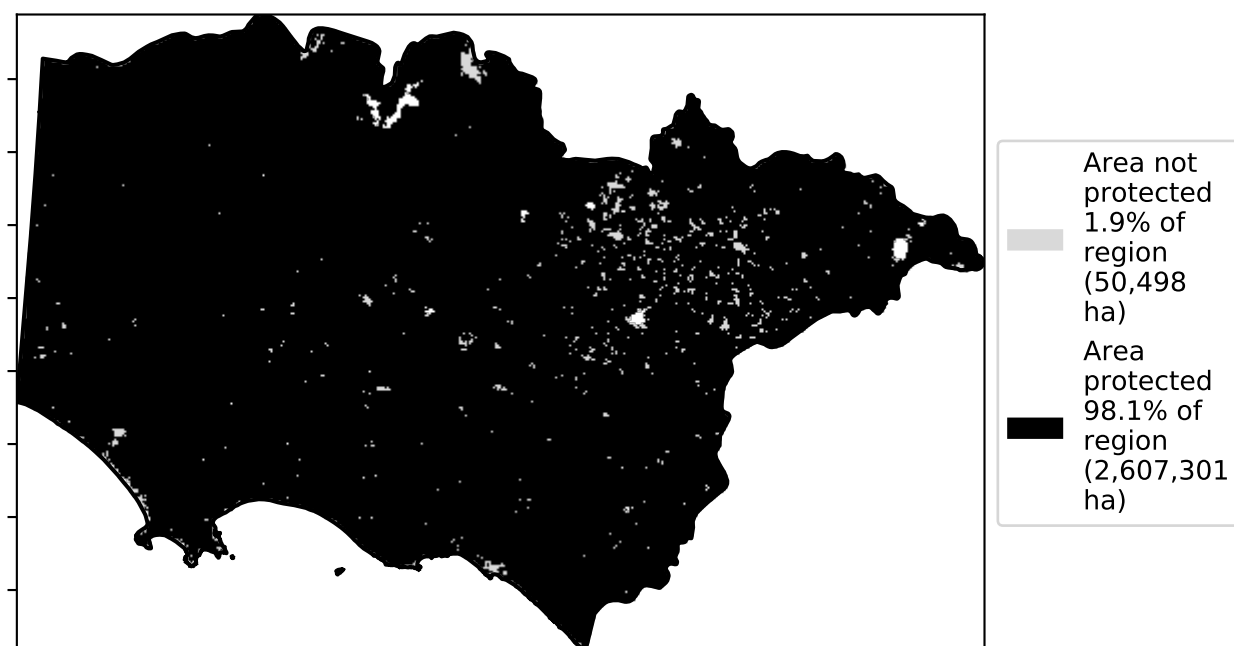 Area not
protected
1.9% of
region
(50,498
ha)
Area
protected
98.1% of
region
(2,607,301
ha)